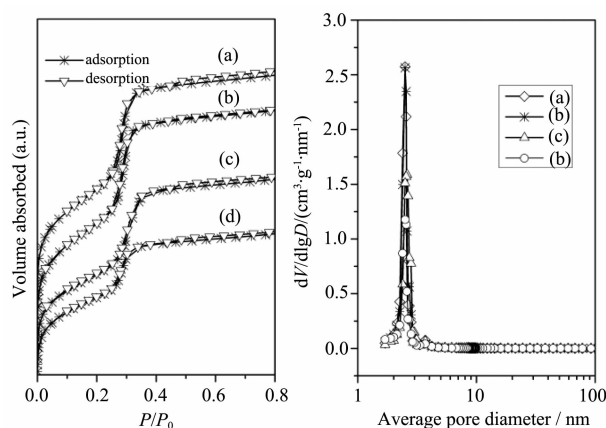 adsorption
desorption
(a)
(b)
(c)
(d)
Volume absorbed (a.u.)
0.0 0.2 0.4 0.6 0.8
P/P₀
3.0
2.5
2.0
1.5
1.0
0.5
0.0
(a)
(b)
(c)
(b)
dV/dlgD/(cm³·g⁻¹·nm⁻¹)
1 10 100
Average pore diameter / nm